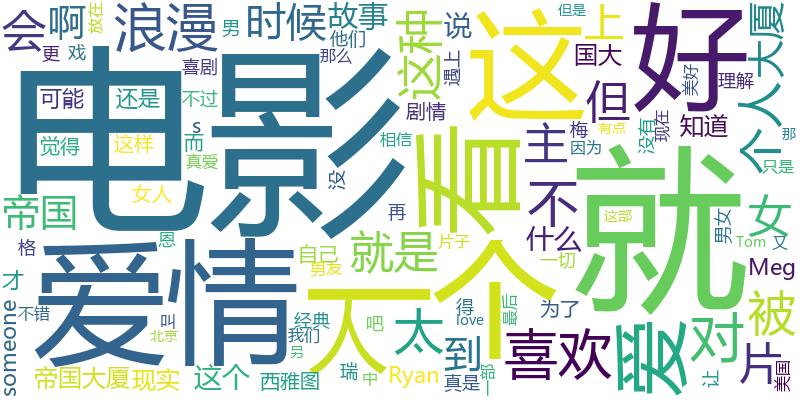 会
啊
浪漫
男
时候
故事
他们
那么
说
这种
遇上
这
上
国大
但
好
但是
美好
理解
大厦
个人
放在
更
戏
喜剧
可能
还是
不过
电影
剧情
看
觉得
s
这样
而
真爱
相信
没
梅
因为
有点
没有
现在
知道
那
只是
主
不
就
女人
帝国
恩
再
什么
男女
女
格
爱情
自己
男友
就是
片子
个
一切
这部
Tom
又
Meg
才
不错
someone
叫
北京
经典
我们
另
人
吧
太
得
love
最后
为了
到
喜欢
爱
对
被
片
美国
让
帝国大厦
现实
这个
西雅图
瑞
中
Ryan
真是
一部